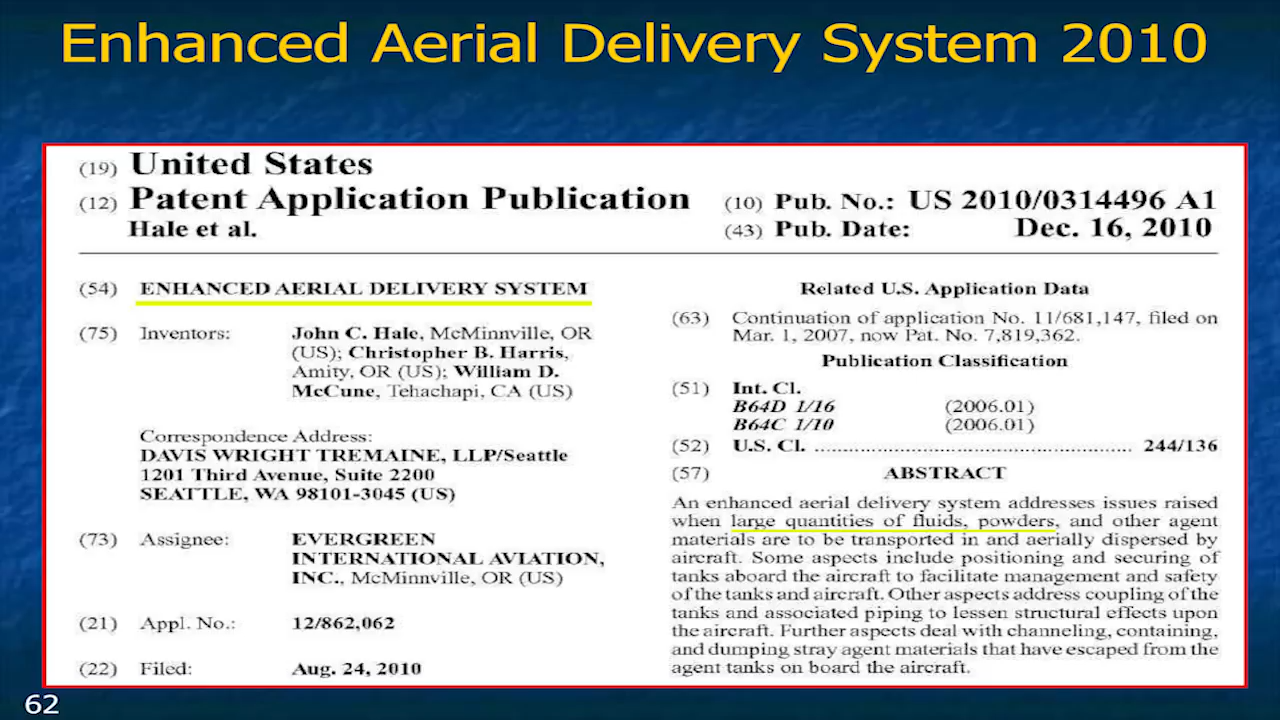 Enhanced Aerial Delivery System 2010
(19) United States
(12) Patent Application Publication
Hale et al.
(10) Pub. No.: US 2010/0314496 A1
(43) Pub. Date: Dec. 16, 2010
(54) ENHANCED AERIAL DELIVERY SYSTEM
(75) Inventors: John C. Hale, McMinnville, OR
(US); Christopher B. Harris,
Amity, OR (US); William D.
McCune, Tehachapi, CA (US)
Correspondence Address:
DAVIS WRIGHT TREMAINE, LLP/Seattle
1201 Third Avenue, Suite 2200
SEATTLE, WA 98101-3045 (US)
(73) Assignee: EVERGREEN
INTERNATIONAL AVIATION,
INC., McMinnville, OR (US)
(21) Appl. No.: 12/862,062
(22) Filed: Aug. 24, 2010
Related U.S. Application Data
(63) Continuation of application No. 11/681,147, filed on
Mar. 1, 2007, now Pat. No. 7,819,362.
Publication Classification
(51) Int. Cl.
B64D 1/16 (2006.01)
B64C 1/10 (2006.01)
(52) U.S. Cl. ..................................................... 244/136
(57) ABSTRACT
An enhanced aerial delivery system addresses issues raised
when large quantities of fluids, powders, and other agent
materials are to be transported in and aerially dispersed by
aircraft. Some aspects include positioning and securing of
tanks aboard the aircraft to facilitate management and safety
of the tanks and aircraft. Other aspects address coupling of the
tanks and associated piping to lessen structural effects upon
the aircraft. Further aspects deal with channeling, containing,
and dumping stray agent materials that have escaped from the
agent tanks on board the aircraft.
62